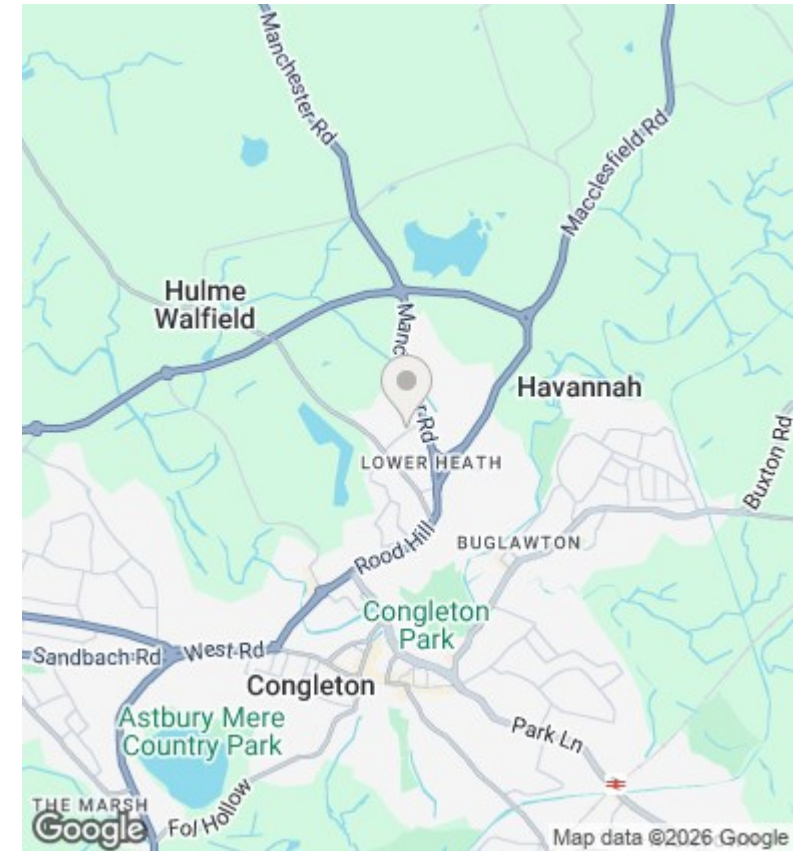 Manchester Rd
Macclesfield Rd
Hulme
Walfield
Manc
r Rd
Havannah
Buxton Rd
LOWER HEATH
BUGLAWTON
Rood Hill
Congleton
Park
Sandbach Rd
West Rd
Congleton
Astbury Mere
Country Park
Park Ln
THE MARSH
Fol Hollow
Google
Map data ©2026 Google